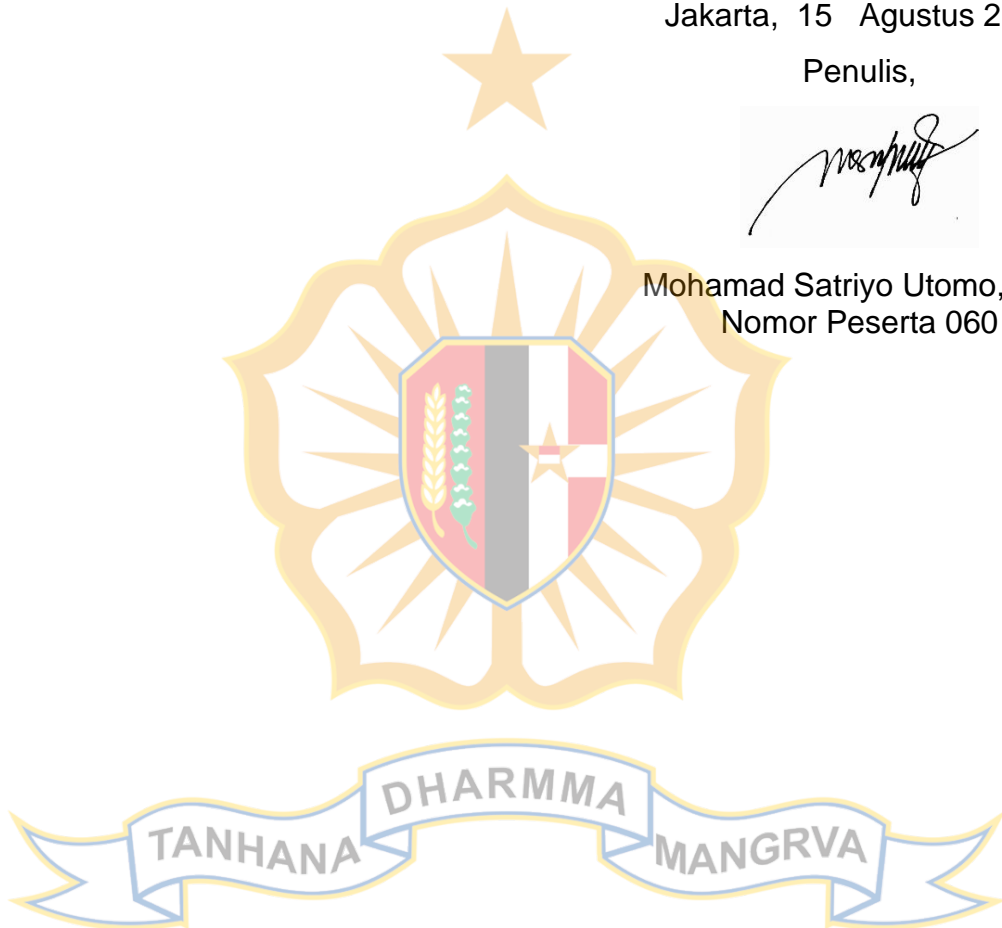 Jakarta, 15 Agustus 2
Penulis,
Mohamad Satriyo Utomo,
Nomor Peserta 060
TANHANA DHARMMA MANGRVA